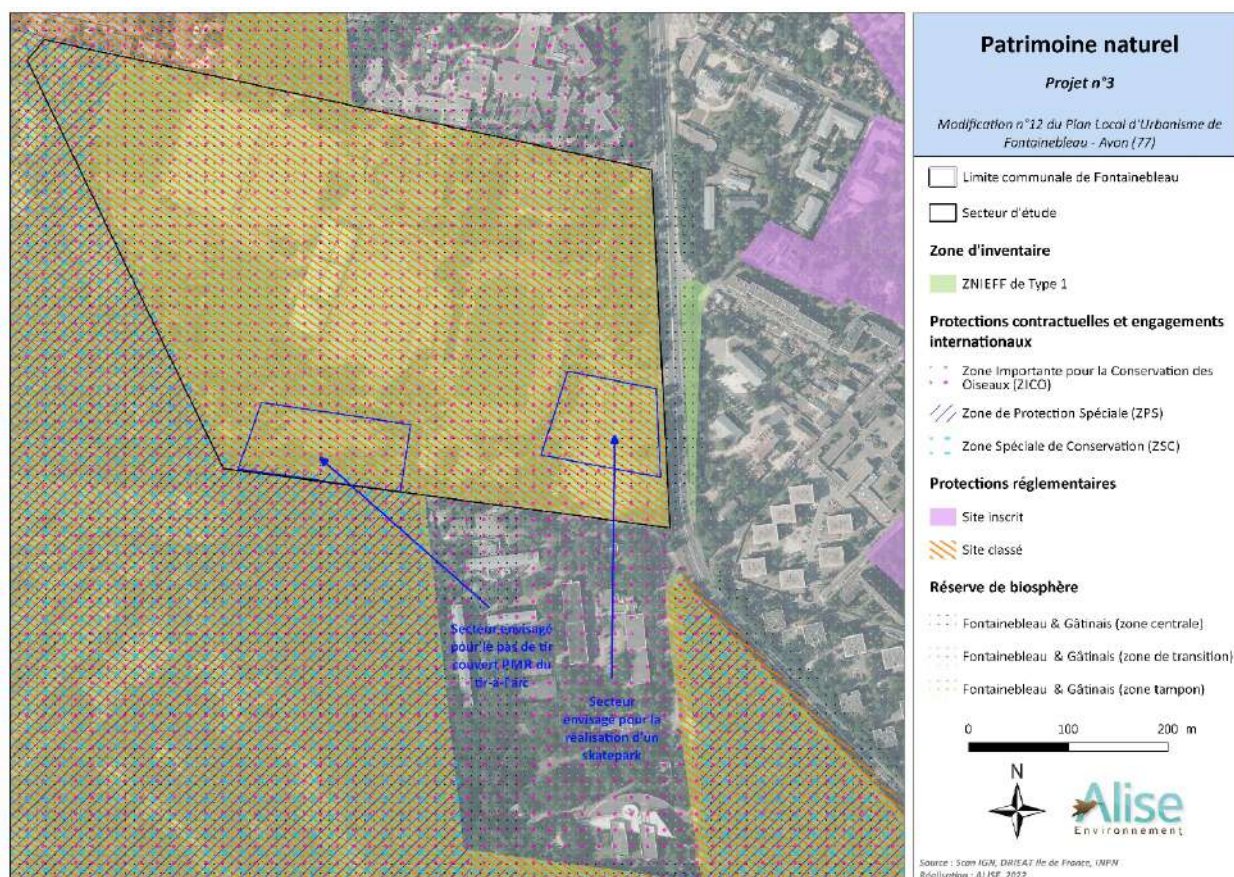 Patrimoine naturel
Projet n°3
Modification n°12 du Plan Local d'Urbanisme de
Fontainebleau - Avon (77)
Limite communale de Fontainebleau
Secteur d'étude
Zone d'inventaire
ZNIEFF de Type 1
Protections contractuelles et engagements
internationaux
Zone Importante pour la Conservation des
Oiseaux (ZICO)
Zone de Protection Spéciale (ZPS)
Zone Spéciale de Conservation (ZSC)
Protections réglementaires
Site inscrit
Site classé
Réserve de biosphère
Fontainebleau & Gâtinais (zone centrale)
Fontainebleau & Gâtinais (zone de transition)
Fontainebleau & Gâtinais (zone tampon)
0 100 200 m
N
Alise
Environnement
Source : Scan IGN, DRIEAT Ile de France, INPN
Réalisation : ALISE, 2022
Secteur envisagé
pour le pas de tir
couvert PMR du
tir-à-l'arc
Secteur
envisagé pour la
réalisation d'un
skatepark